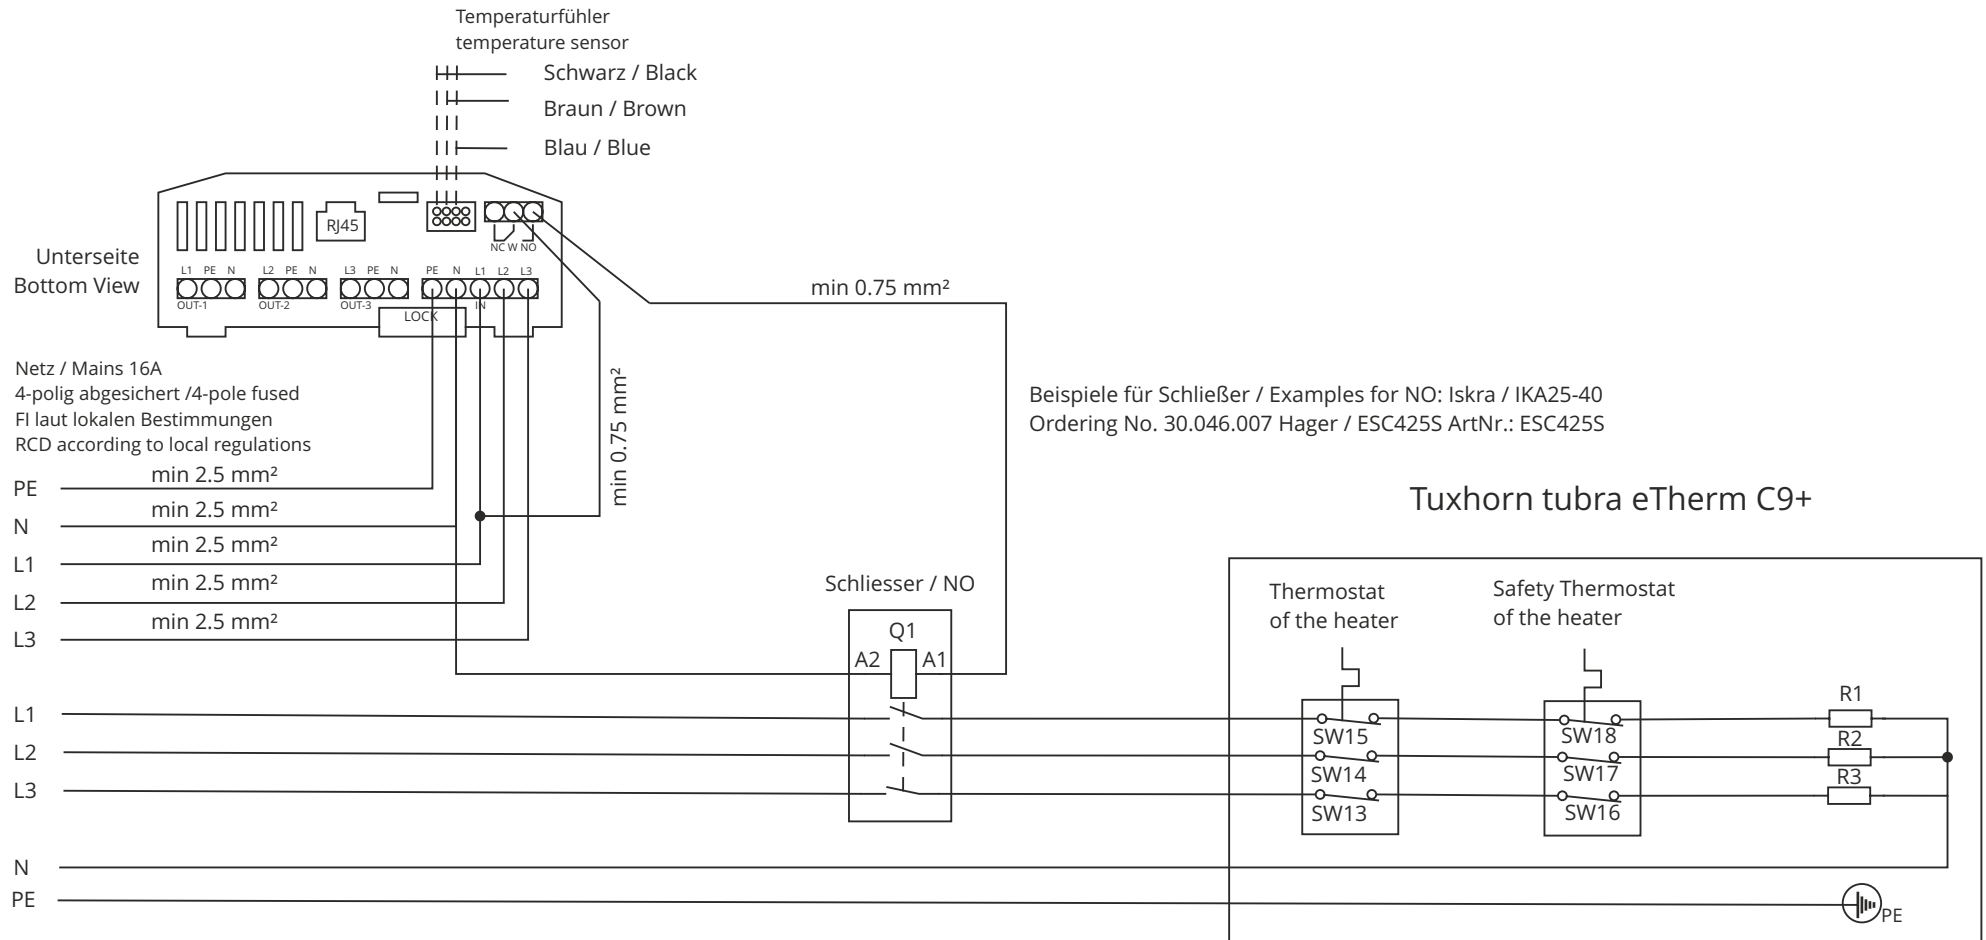 Temperaturfühler
temperature sensor
Schwarz / Black
Braun / Brown
Blau / Blue
RJ45
NC W NO
Unterseite
Bottom View
L1 PE N L2 PE N L3 PE N PE N L1 L2 L3
OUT-1 OUT-2 OUT-3 IN
LOCK
min 0.75 mm²
min 0.75 mm²
Netz / Mains 16A
4-polig abgesichert /4-pole fused
FI laut lokalen Bestimmungen
RCD according to local regulations
Beispiele für Schließer / Examples for NO: Iskra / IKA25-40
Ordering No. 30.046.007 Hager / ESC425S ArtNr.: ESC425S
min 2.5 mm²
PE
min 2.5 mm²
N
min 2.5 mm²
L1
min 2.5 mm²
L2
min 2.5 mm²
L3
Tuxhorn tubra eTherm C9+
Schliesser / NO
Q1
A2 A1
Thermostat
of the heater
Safety Thermostat
of the heater
L1
SW15
SW18
R1
L2
SW14
SW17
R2
L3
SW13
SW16
R3
N
PE
PE